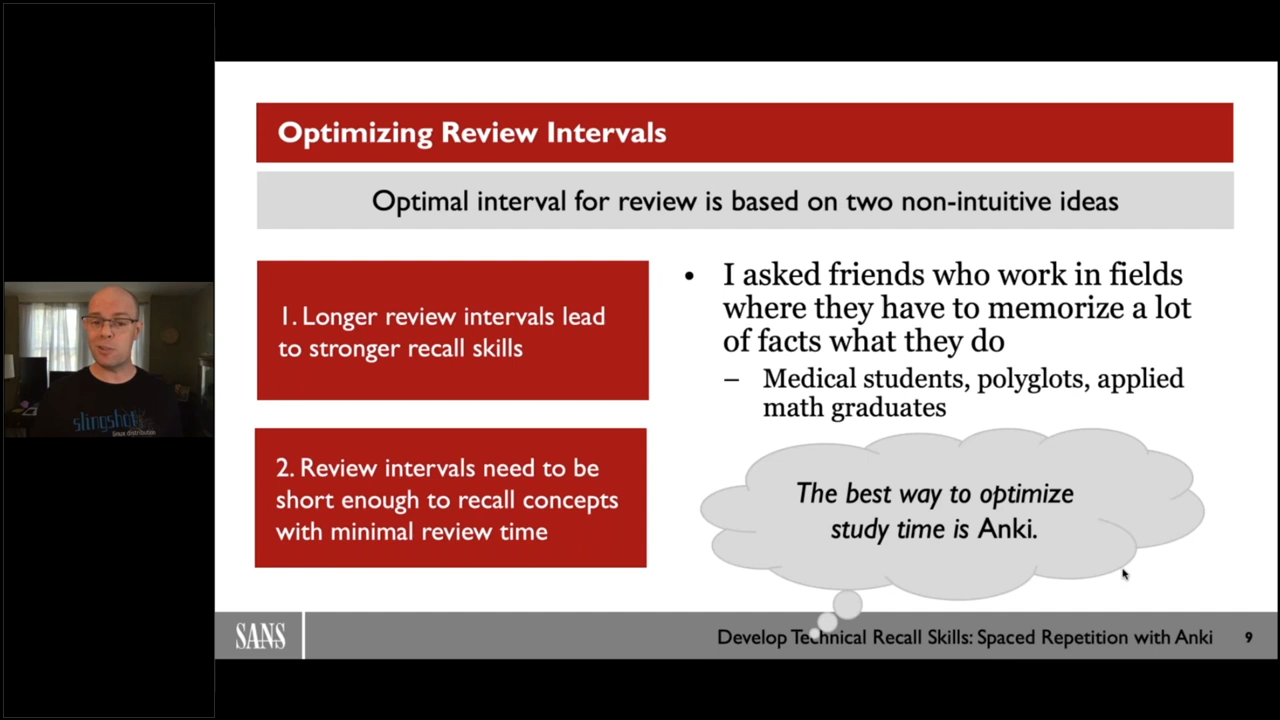 Optimizing Review Intervals
Optimal interval for review is based on two non-intuitive ideas
1. Longer review intervals lead
to stronger recall skills
2. Review intervals need to be
short enough to recall concepts
with minimal review time
• I asked friends who work in fields
where they have to memorize a lot
of facts what they do
– Medical students, polyglots, applied
math graduates
The best way to optimize
study time is Anki.
slingshot
linux distribution
SANS
Develop Technical Recall Skills: Spaced Repetition with Anki 9